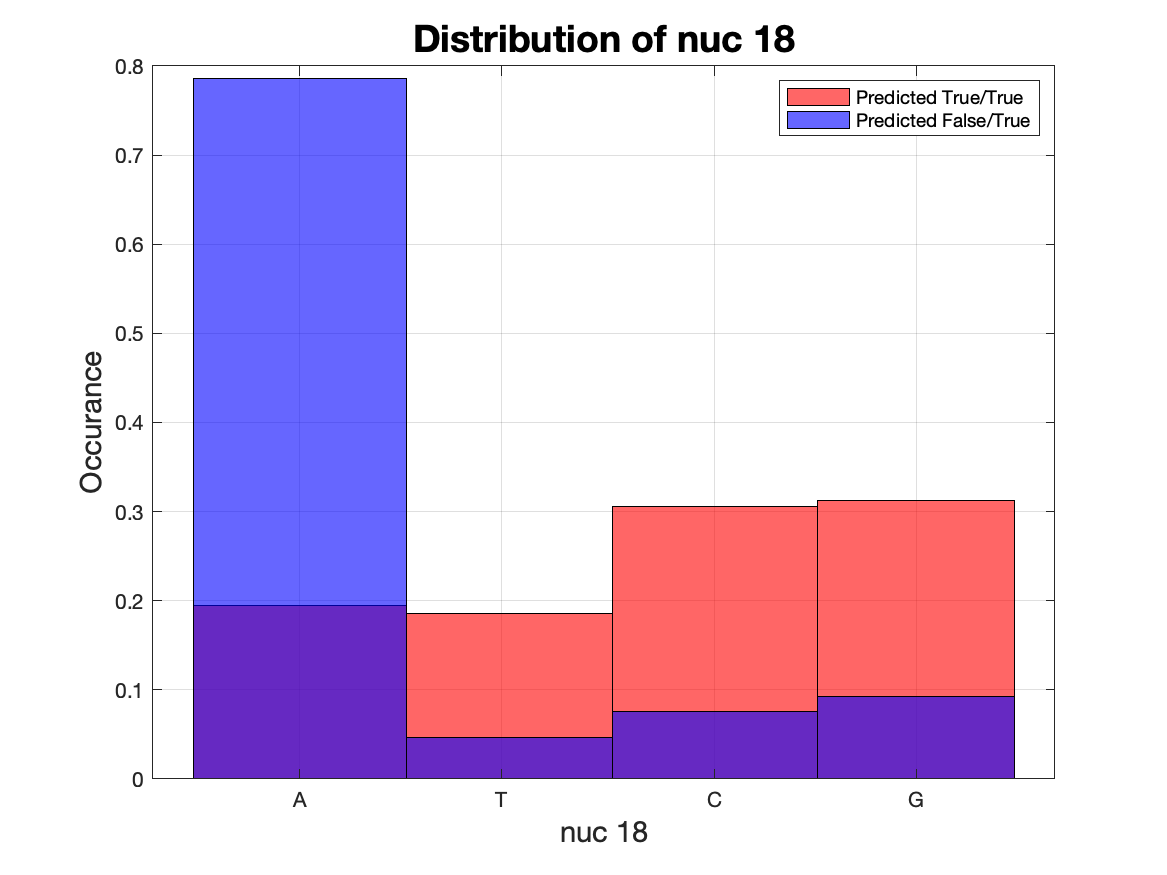 Distribution of nuc 18
Predicted True/True
Predicted False/True
0.8
0.7
0.6
0.5
0.4
0.3
0.2
0.1
0
Occurance
A T C G
nuc 18